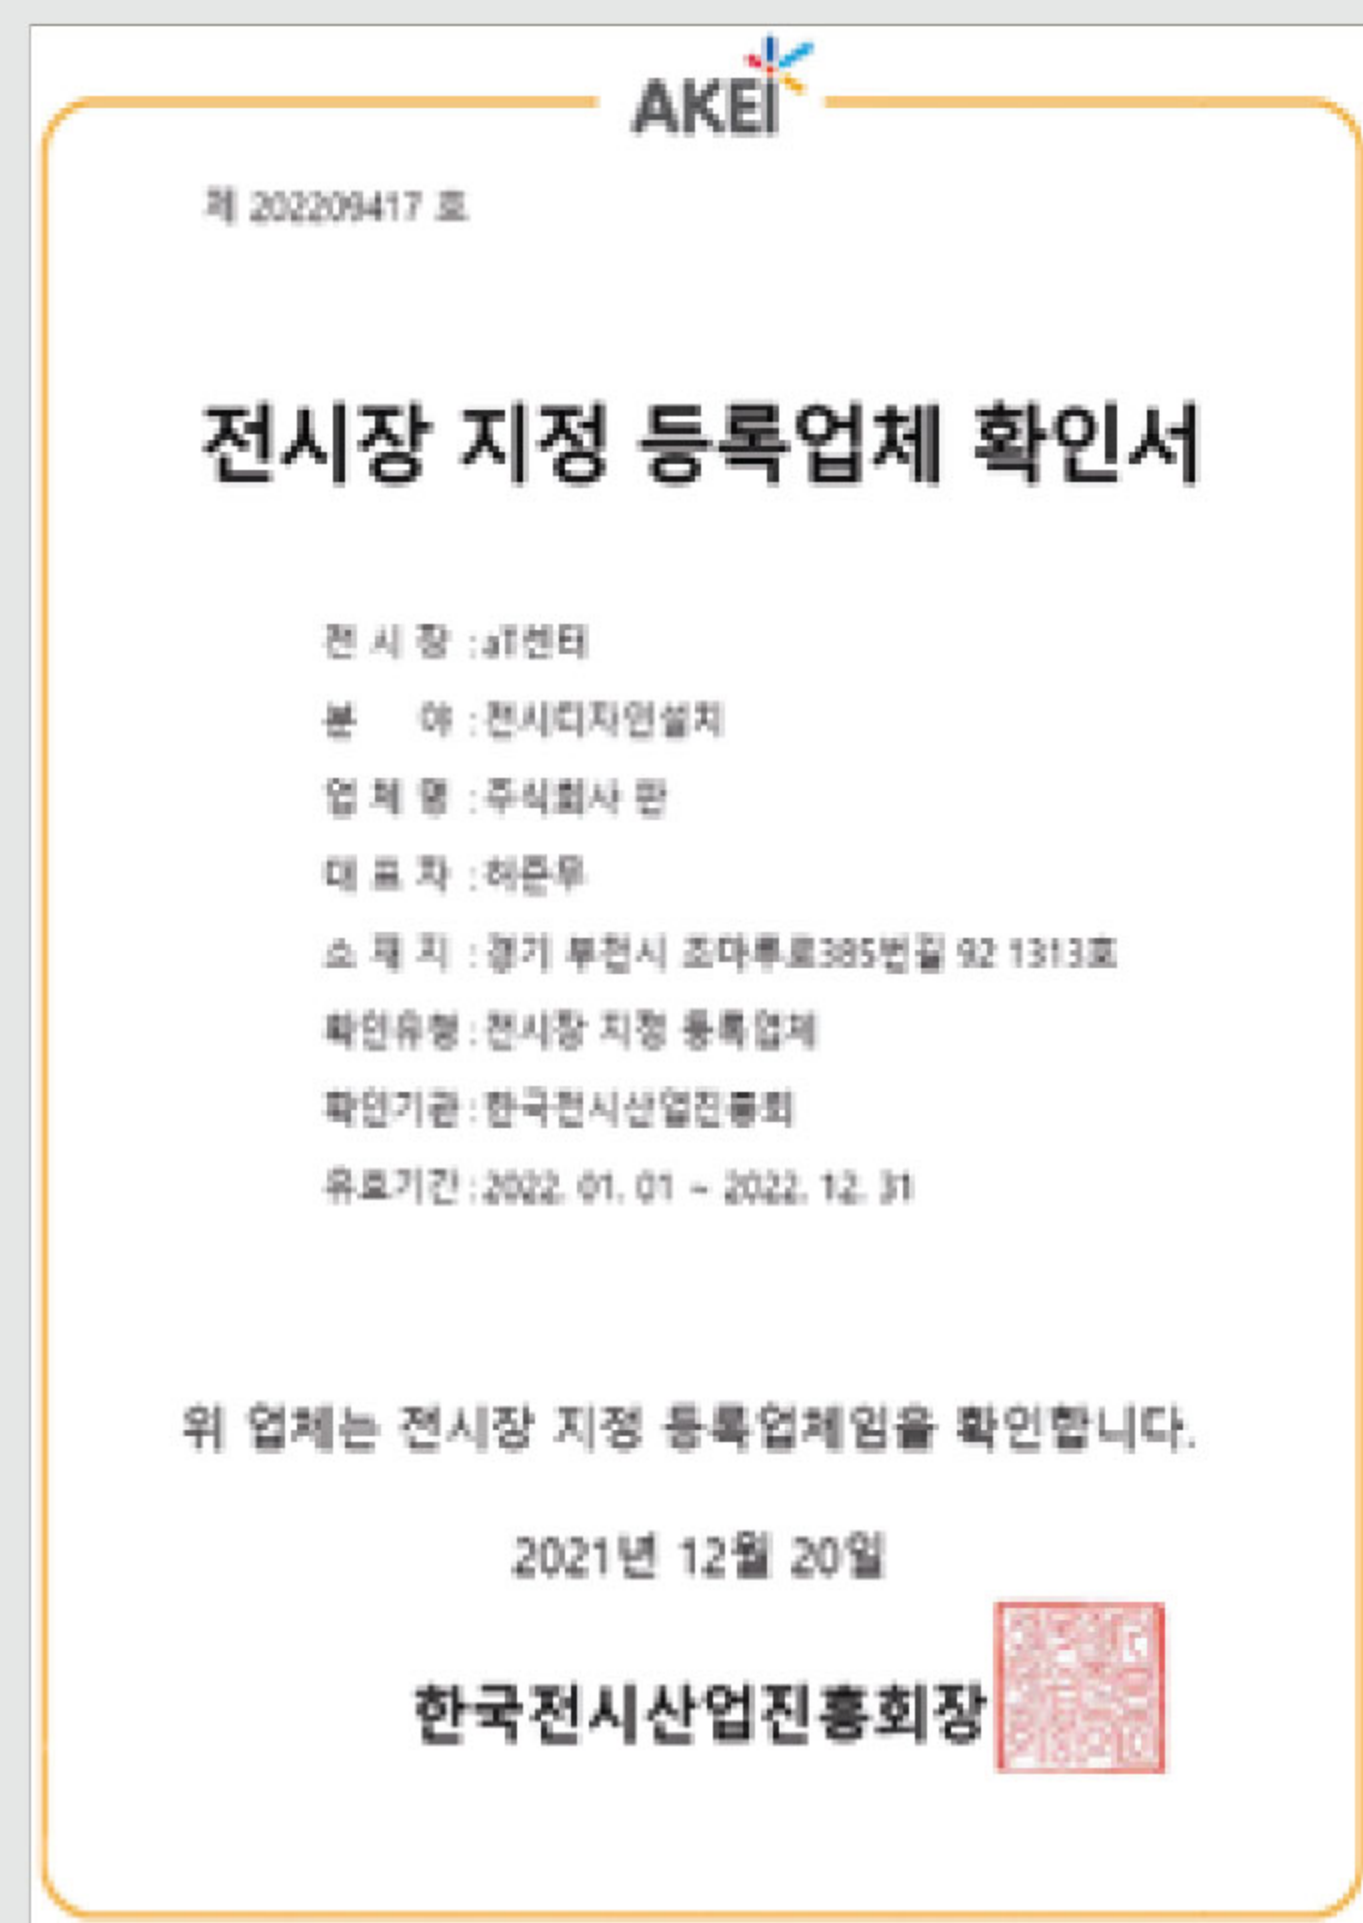 AKEI
제 202209417 호
전시장 지정 등록업체 확인서
전 시 장 : aT센터
분 야 : 전시디자인설치
업 체 명 : 주식회사 판
대 표 자 :
소 재 지 : 경기 부천시 조마루로385번길 92 1313호
확인유형 : 전시장 지정 등록업체
확인기관 : 한국전시산업진흥회
유효기간 : 2022. 01. 01 ~ 2022. 12. 31
위 업체는 전시장 지정 등록업체임을 확인합니다.
2021년 12월 20일
한국전시산업진흥회장